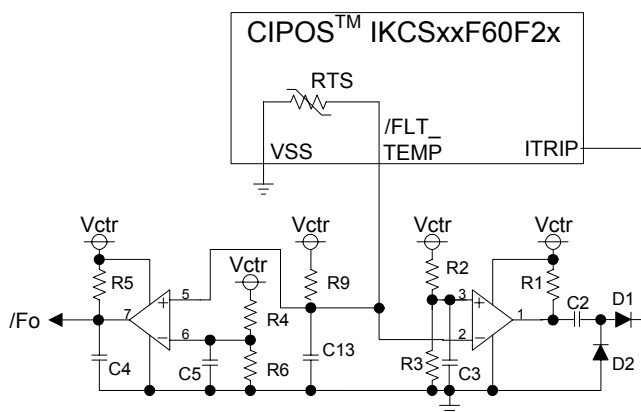 CIPOS™ IKCSxxF60F2x
RTS
/FLT_
VSS TEMP ITRIP
Vctr Vctr Vctr Vctr
Vctr
R5 5 R9 R2 R1
3
/Fo 7 R4 1 C2 D1
6 2
C4 C5 R6 C13 R3 C3 D2